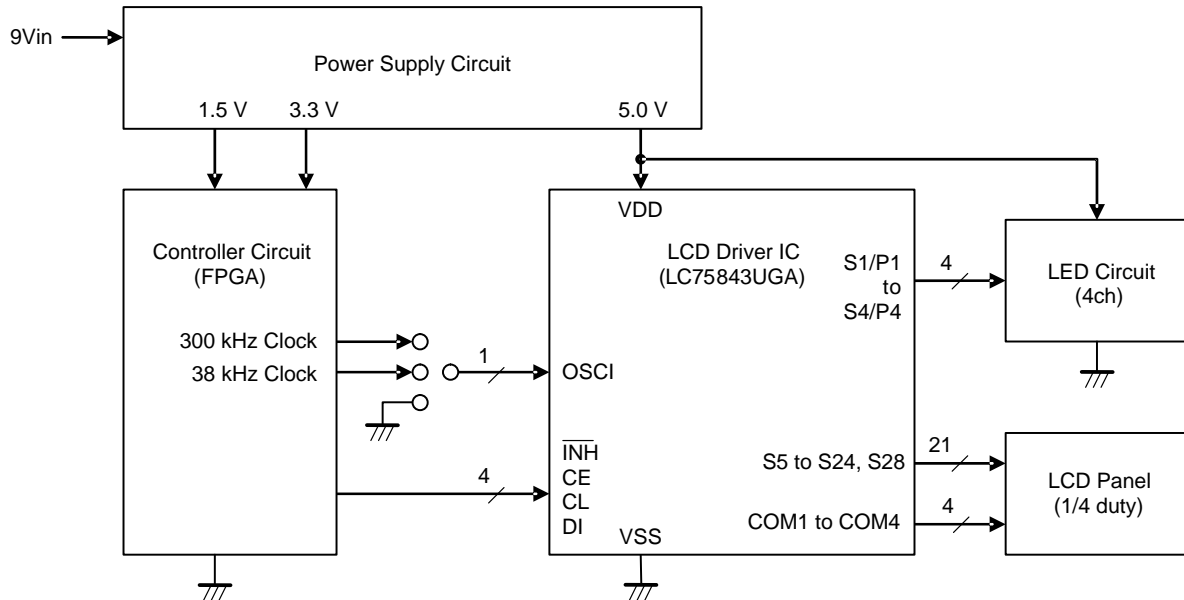 9Vin
Power Supply Circuit
1.5 V
3.3 V
5.0 V
Controller Circuit
(FPGA)
300 kHz Clock
38 kHz Clock
1
4
VDD
LCD Driver IC
(LC75843UGA)
OSCI
INH
CE
CL
DI
VSS
S1/P1
to
S4/P4
S5 to S24, S28
COM1 to COM4
4
21
4
LED Circuit
(4ch)
LCD Panel
(1/4 duty)